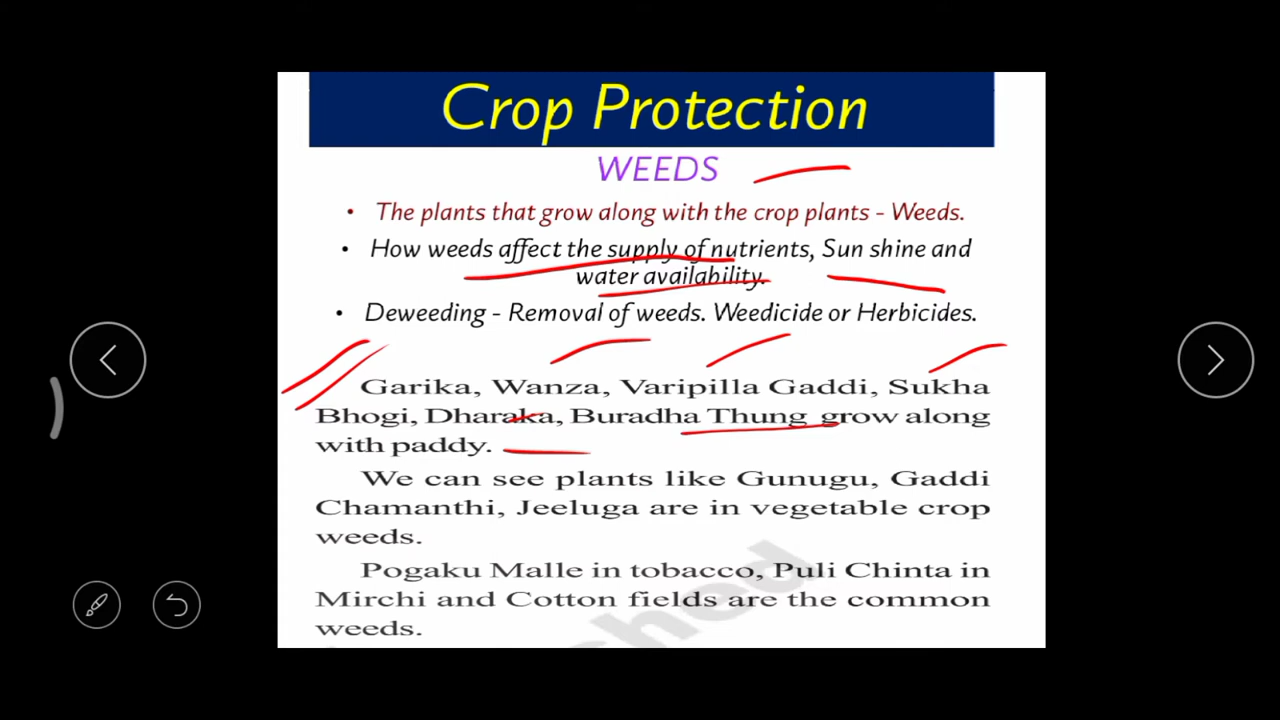 Crop Protection
WEEDS
• The plants that grow along with the crop plants - Weeds.
• How weeds affect the supply of nutrients, Sun shine and
water availability.
• Deweeding - Removal of weeds. Weedicide or Herbicides.
Garika, Wanza, Varipilla Gaddi, Sukha
Bhogi, Dharaka, Buradha Thung grow along
with paddy.
We can see plants like Gunugu, Gaddi
Chamanthi, Jeeluga are in vegetable crop
weeds.
Pogaku Malle in tobacco, Puli Chinta in
Mirchi and Cotton fields are the common
weeds.